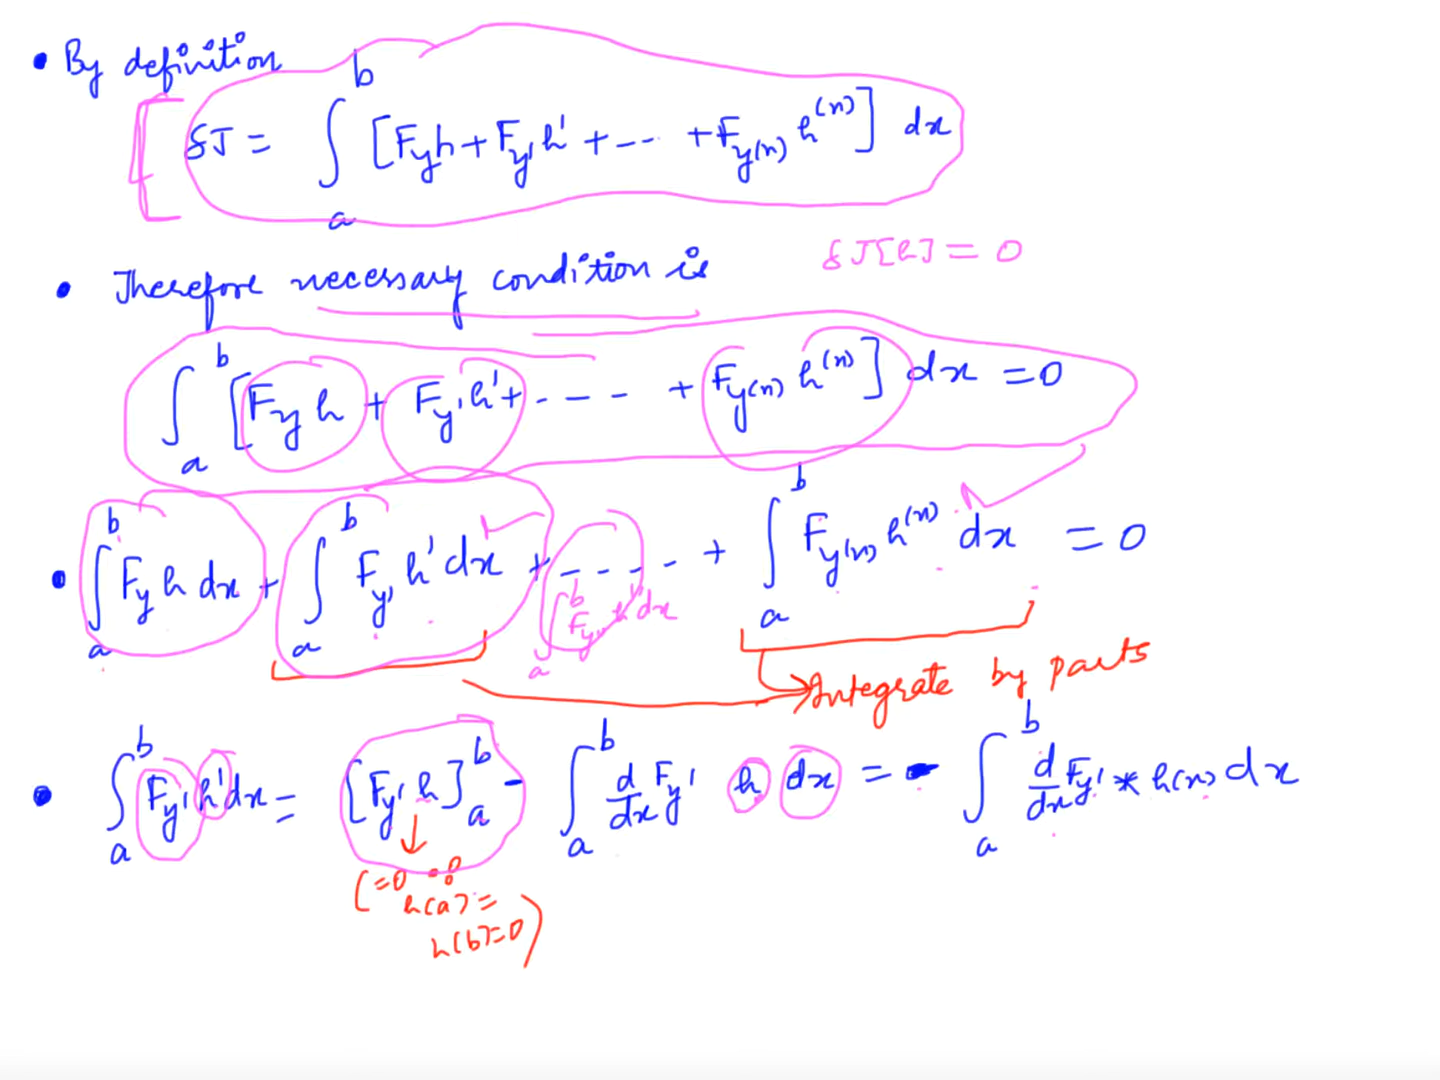 • By definition
δJ = ∫_a^b [F_y h + F_y' h' + --- + F_y(n) h^(n)] dx
• Therefore necessary condition is δJ[h] = 0
∫_a^b [F_y h + F_y' h' + ---- + F_y(n) h^(n)] dx = 0
• ∫_a^b F_y h dx + ∫_a^b F_y' h' dx + ----- + ∫_a^b F_y(n) h^(n) dx = 0
∫_a^b dx
Integrate by parts
• ∫_a^b F_y' h' dx = [F_y' h]_a^b - ∫_a^b d/dx F_y' h dx = - ∫_a^b d/dx F_y' * h(x) dx
(=0 ∵
h(a) =
h(b) = 0)